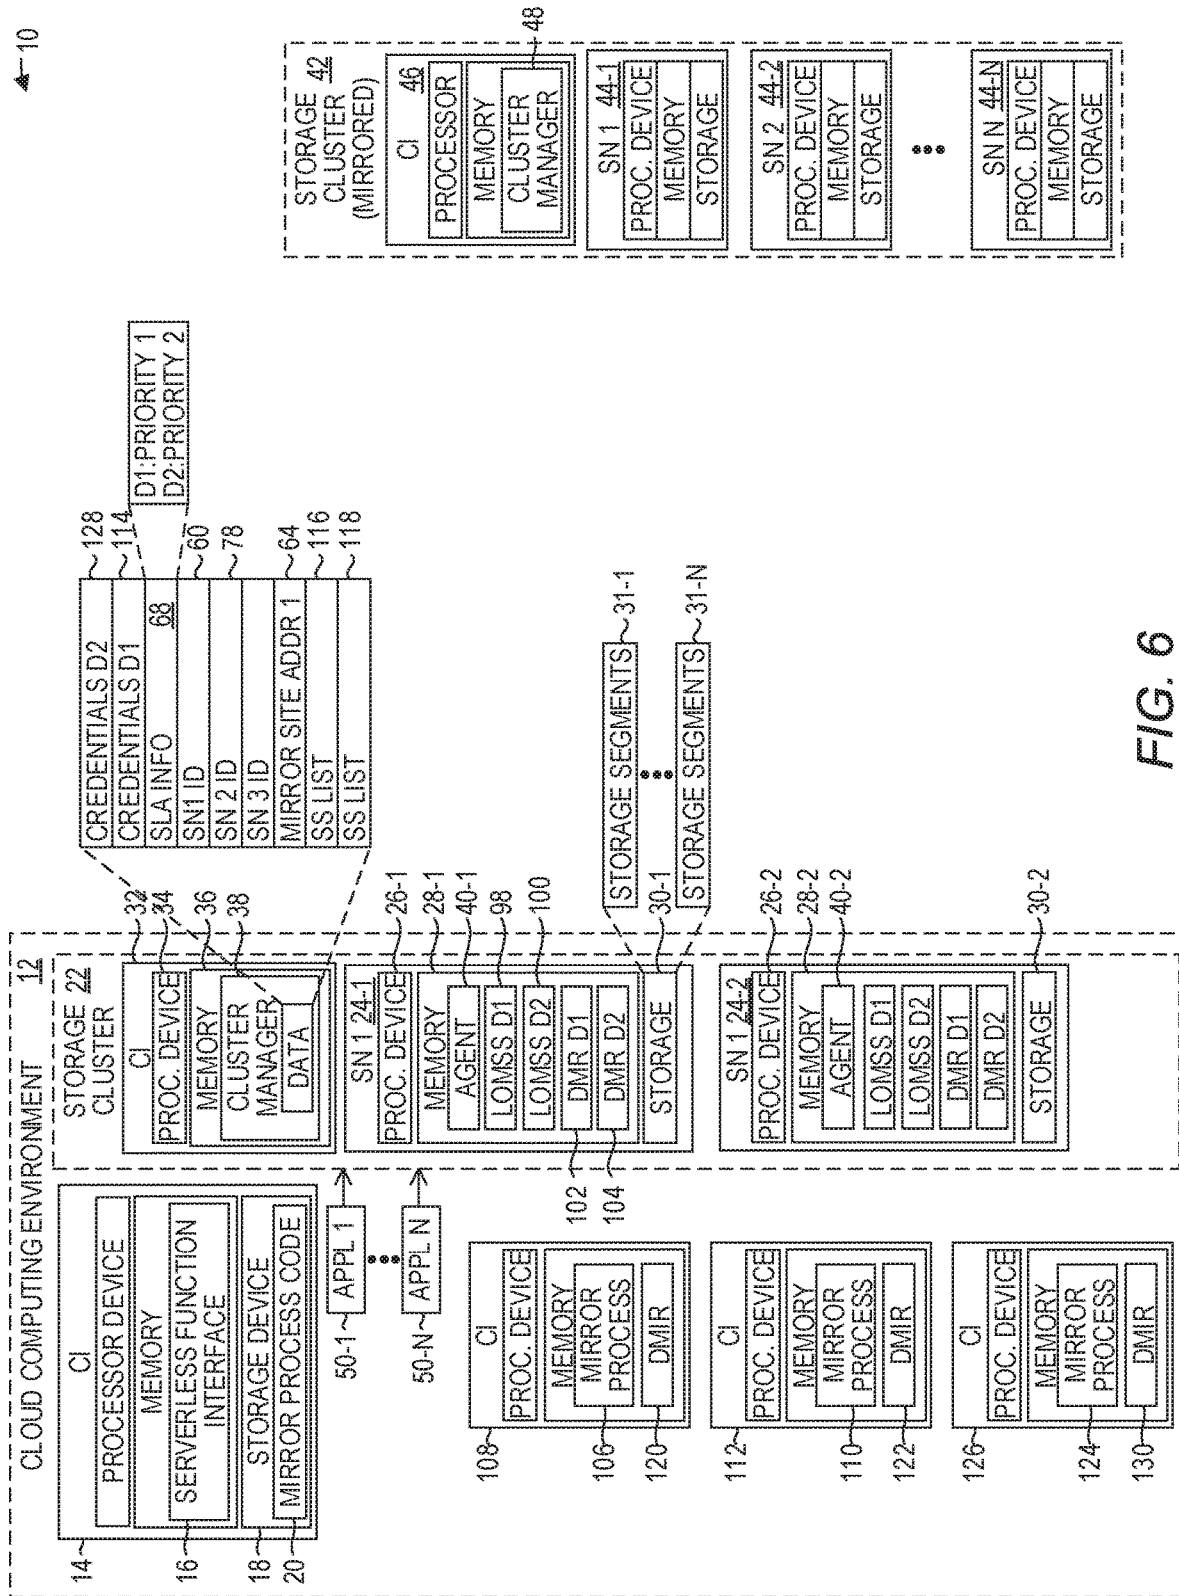 10
CLOUD COMPUTING ENVIRONMENT 12
CI
PROCESSOR DEVICE
MEMORY
SERVERLESS FUNCTION
INTERFACE
STORAGE DEVICE
MIRROR PROCESS CODE
14
16
18
20
STORAGE 22
CLUSTER
CI
PROC. DEVICE
MEMORY
CLUSTER
MANAGER
DATA
32
34
36
38
CREDENTIALS D2
CREDENTIALS D1
SLA INFO 68
SN1 ID
SN 2 ID
SN 3 ID
MIRROR SITE ADDR 1
SS LIST
SS LIST
128
114
60
78
64
116
118
D1:PRIORITY 1
D2:PRIORITY 2
STORAGE
CLUSTER 42
(MIRRORED)
CI 46
PROCESSOR
MEMORY
CLUSTER
MANAGER
48
SN 1 44-1
PROC. DEVICE
MEMORY
STORAGE
SN 2 44-2
PROC. DEVICE
MEMORY
STORAGE
SN N 44-N
PROC. DEVICE
MEMORY
STORAGE
50-1
APPL 1
50-N
APPL N
SN 1 24-1
PROC. DEVICE
MEMORY
AGENT
LOMSS D1
LOMSS D2
DMR D1
DMR D2
STORAGE
26-1
28-1
40-1
98
100
30-1
102
104
STORAGE SEGMENTS
31-1
STORAGE SEGMENTS
31-N
SN 1 24-2
PROC. DEVICE
MEMORY
AGENT
LOMSS D1
LOMSS D2
DMR D1
DMR D2
STORAGE
26-2
28-2
40-2
30-2
CI
PROC. DEVICE
MEMORY
MIRROR
PROCESS
DMIR
108
106
120
CI
PROC. DEVICE
MEMORY
MIRROR
PROCESS
DMIR
112
110
122
CI
PROC. DEVICE
MEMORY
MIRROR
PROCESS
DMIR
126
124
130
FIG. 6